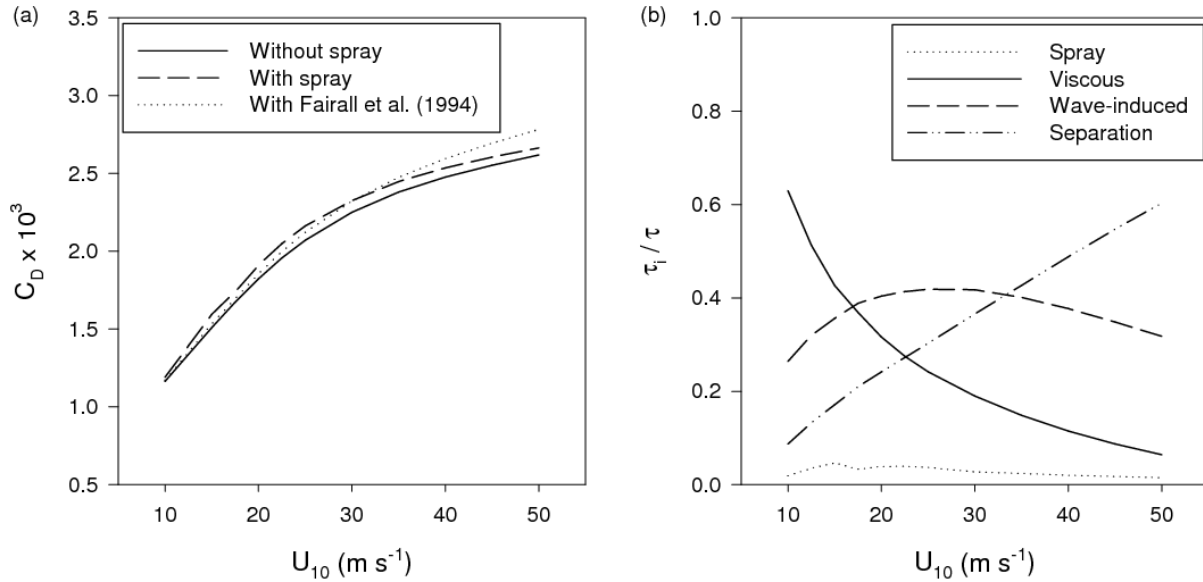 (a)
3.5
3.0
2.5
2.0
1.5
1.0
0.5
C_D x 10^3
Without spray
With spray
With Fairall et al. (1994)
10 20 30 40 50
U_10 (m s^-1)
(b)
1.0
0.8
0.6
0.4
0.2
0.0
τ_i / τ
Spray
Viscous
Wave-induced
Separation
10 20 30 40 50
U_10 (m s^-1)